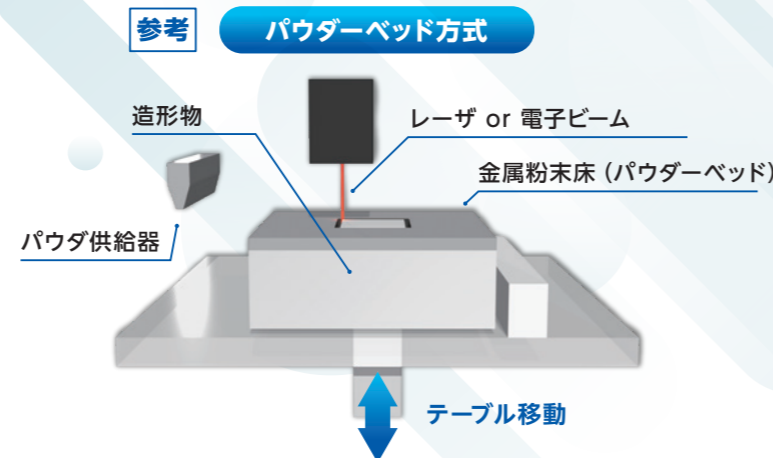 参考
パウダーベッド方式
造形物
レーザ or 電子ビーム
金属粉末床 (パウダーベッド)
パウダ供給器
テーブル移動